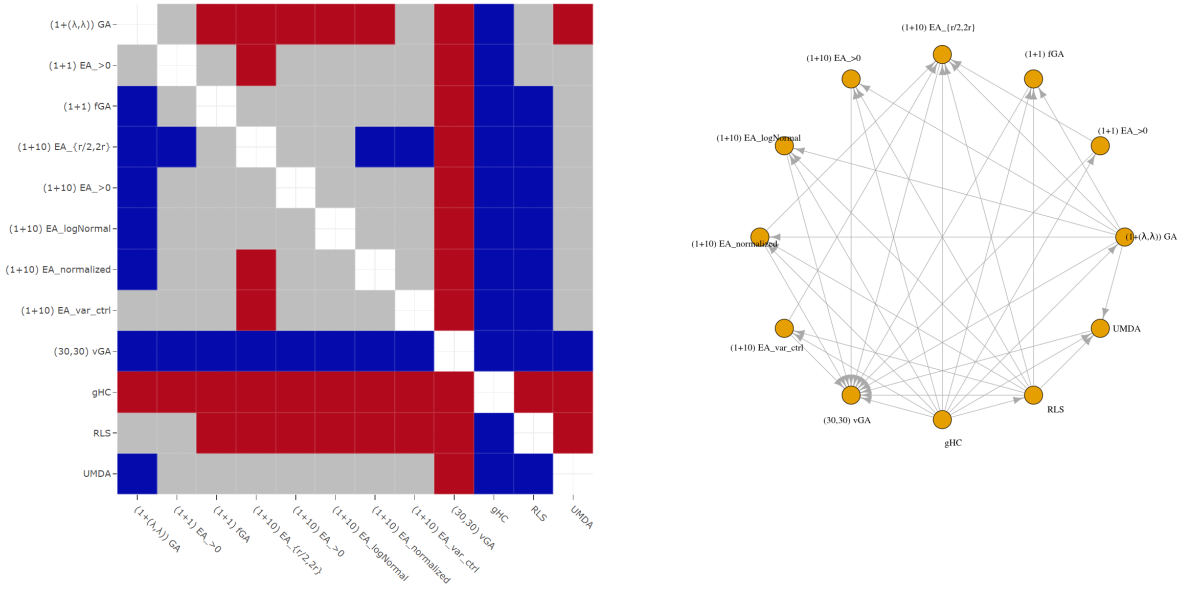 (1+(λ,λ)) GA
(1+1) EA_>0
(1+1) fGA
(1+10) EA_{r/2,2r}
(1+10) EA_>0
(1+10) EA_logNormal
(1+10) EA_normalized
(1+10) EA_var_ctrl
(30,30) vGA
gHC
RLS
UMDA
(1+(λ,λ)) GA
(1+1) EA_>0
(1+1) fGA
(1+10) EA_{r/2,2r}
(1+10) EA_>0
(1+10) EA_logNormal
(1+10) EA_normalized
(1+10) EA_var_ctrl
(30,30) vGA
gHC
RLS
UMDA
(1+10) EA_{r/2,2r}
(1+10) EA_>0
(1+1) fGA
(1+10) EA_logNormal
(1+1) EA_>0
(1+10) EA_normalized
(1+(λ,λ)) GA
(1+10) EA_var_ctrl
UMDA
(30,30) vGA
RLS
gHC